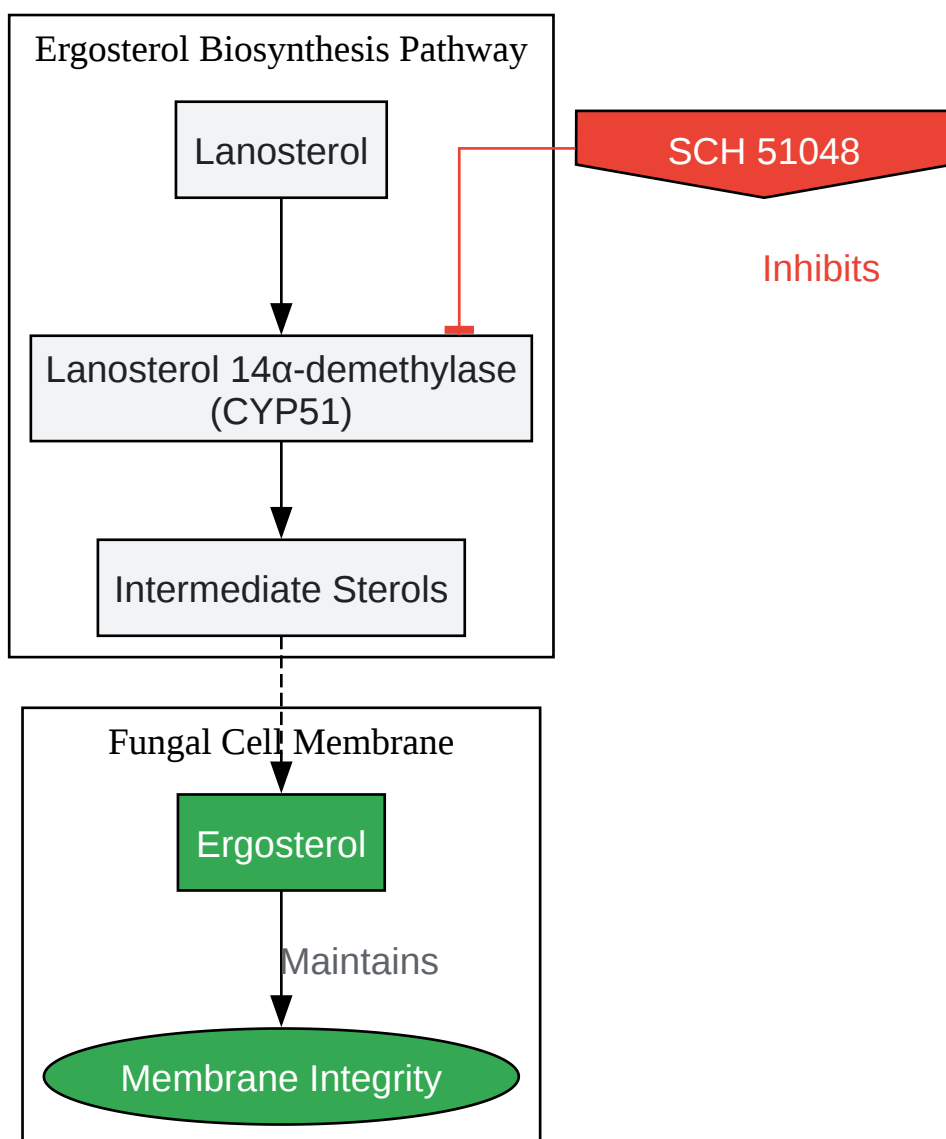 Ergosterol Biosynthesis Pathway
Lanosterol
SCH 51048
Inhibits
Lanosterol 14α-demethylase
(CYP51)
Intermediate Sterols
Fungal Cell Membrane
Ergosterol
Maintains
Membrane Integrity